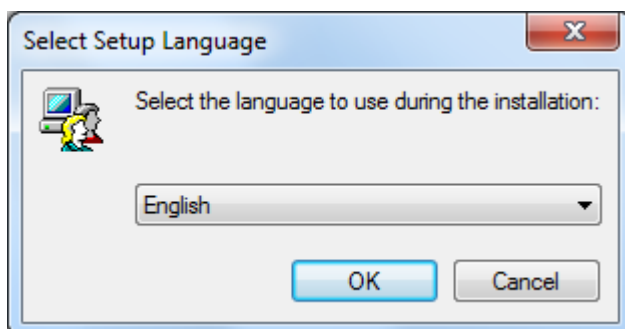 Select Setup Language
Select the language to use during the installation:
English
OK
Cancel